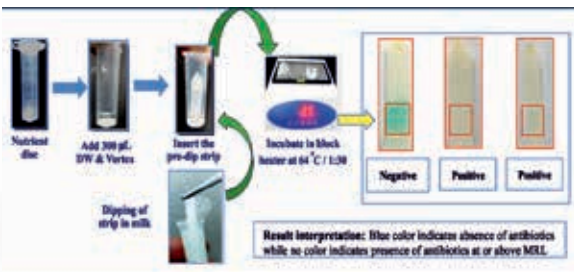 Nutrient
disc
Add 300 µL
DW & Vortex
Insert the
pre-dip strip
Incubate in block
heater at 64 °C / 1:30
Dipping of
strip in milk
Negative
Positive
Positive
Result interpretation: Blue color indicates absence of antibiotics
while no color indicates presence of antibiotics at or above MRL